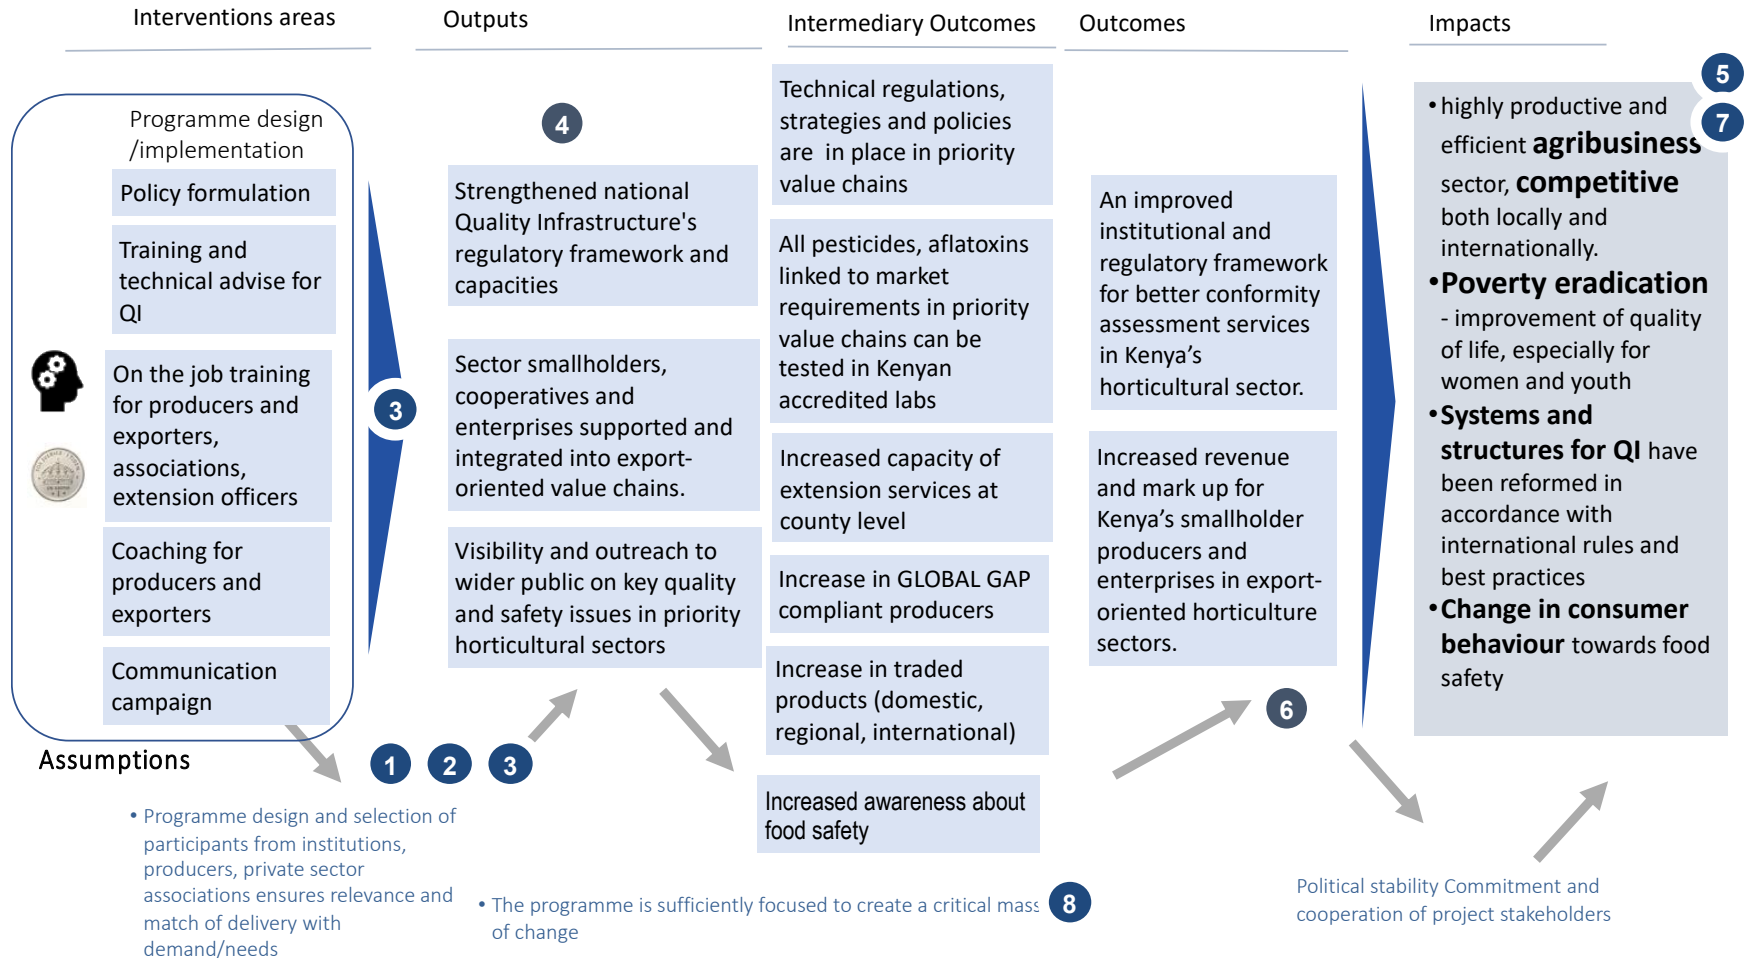 Interventions areas
Outputs
Intermediary Outcomes
Outcomes
Impacts
Programme design
/implementation
Policy formulation
Training and
technical advise for
QI
On the job training
for producers and
exporters,
associations,
extension officers
Coaching for
producers and
exporters
Communication
campaign
3
4
Strengthened national
Quality Infrastructure's
regulatory framework and
capacities
Sector smallholders,
cooperatives and
enterprises supported and
integrated into export-
oriented value chains.
Visibility and outreach to
wider public on key quality
and safety issues in priority
horticultural sectors
Technical regulations,
strategies and policies
are in place in priority
value chains
All pesticides, aflatoxins
linked to market
requirements in priority
value chains can be
tested in Kenyan
accredited labs
Increased capacity of
extension services at
county level
Increase in GLOBAL GAP
compliant producers
Increase in traded
products (domestic,
regional, international)
Increased awareness about
food safety
An improved
institutional and
regulatory framework
for better conformity
assessment services
in Kenya’s
horticultural sector.
Increased revenue
and mark up for
Kenya’s smallholder
producers and
enterprises in export-
oriented horticulture
sectors.
6
5
7
• highly productive and
efficient agribusiness
sector, competitive
both locally and
internationally.
• Poverty eradication
- improvement of quality
of life, especially for
women and youth
• Systems and
structures for QI have
been reformed in
accordance with
international rules and
best practices
• Change in consumer
behaviour towards food
safety
Assumptions
1 2 3
• Programme design and selection of
participants from institutions,
producers, private sector
associations ensures relevance and
match of delivery with
demand/needs
• The programme is sufficiently focused to create a critical mass
of change
8
Political stability Commitment and
cooperation of project stakeholders